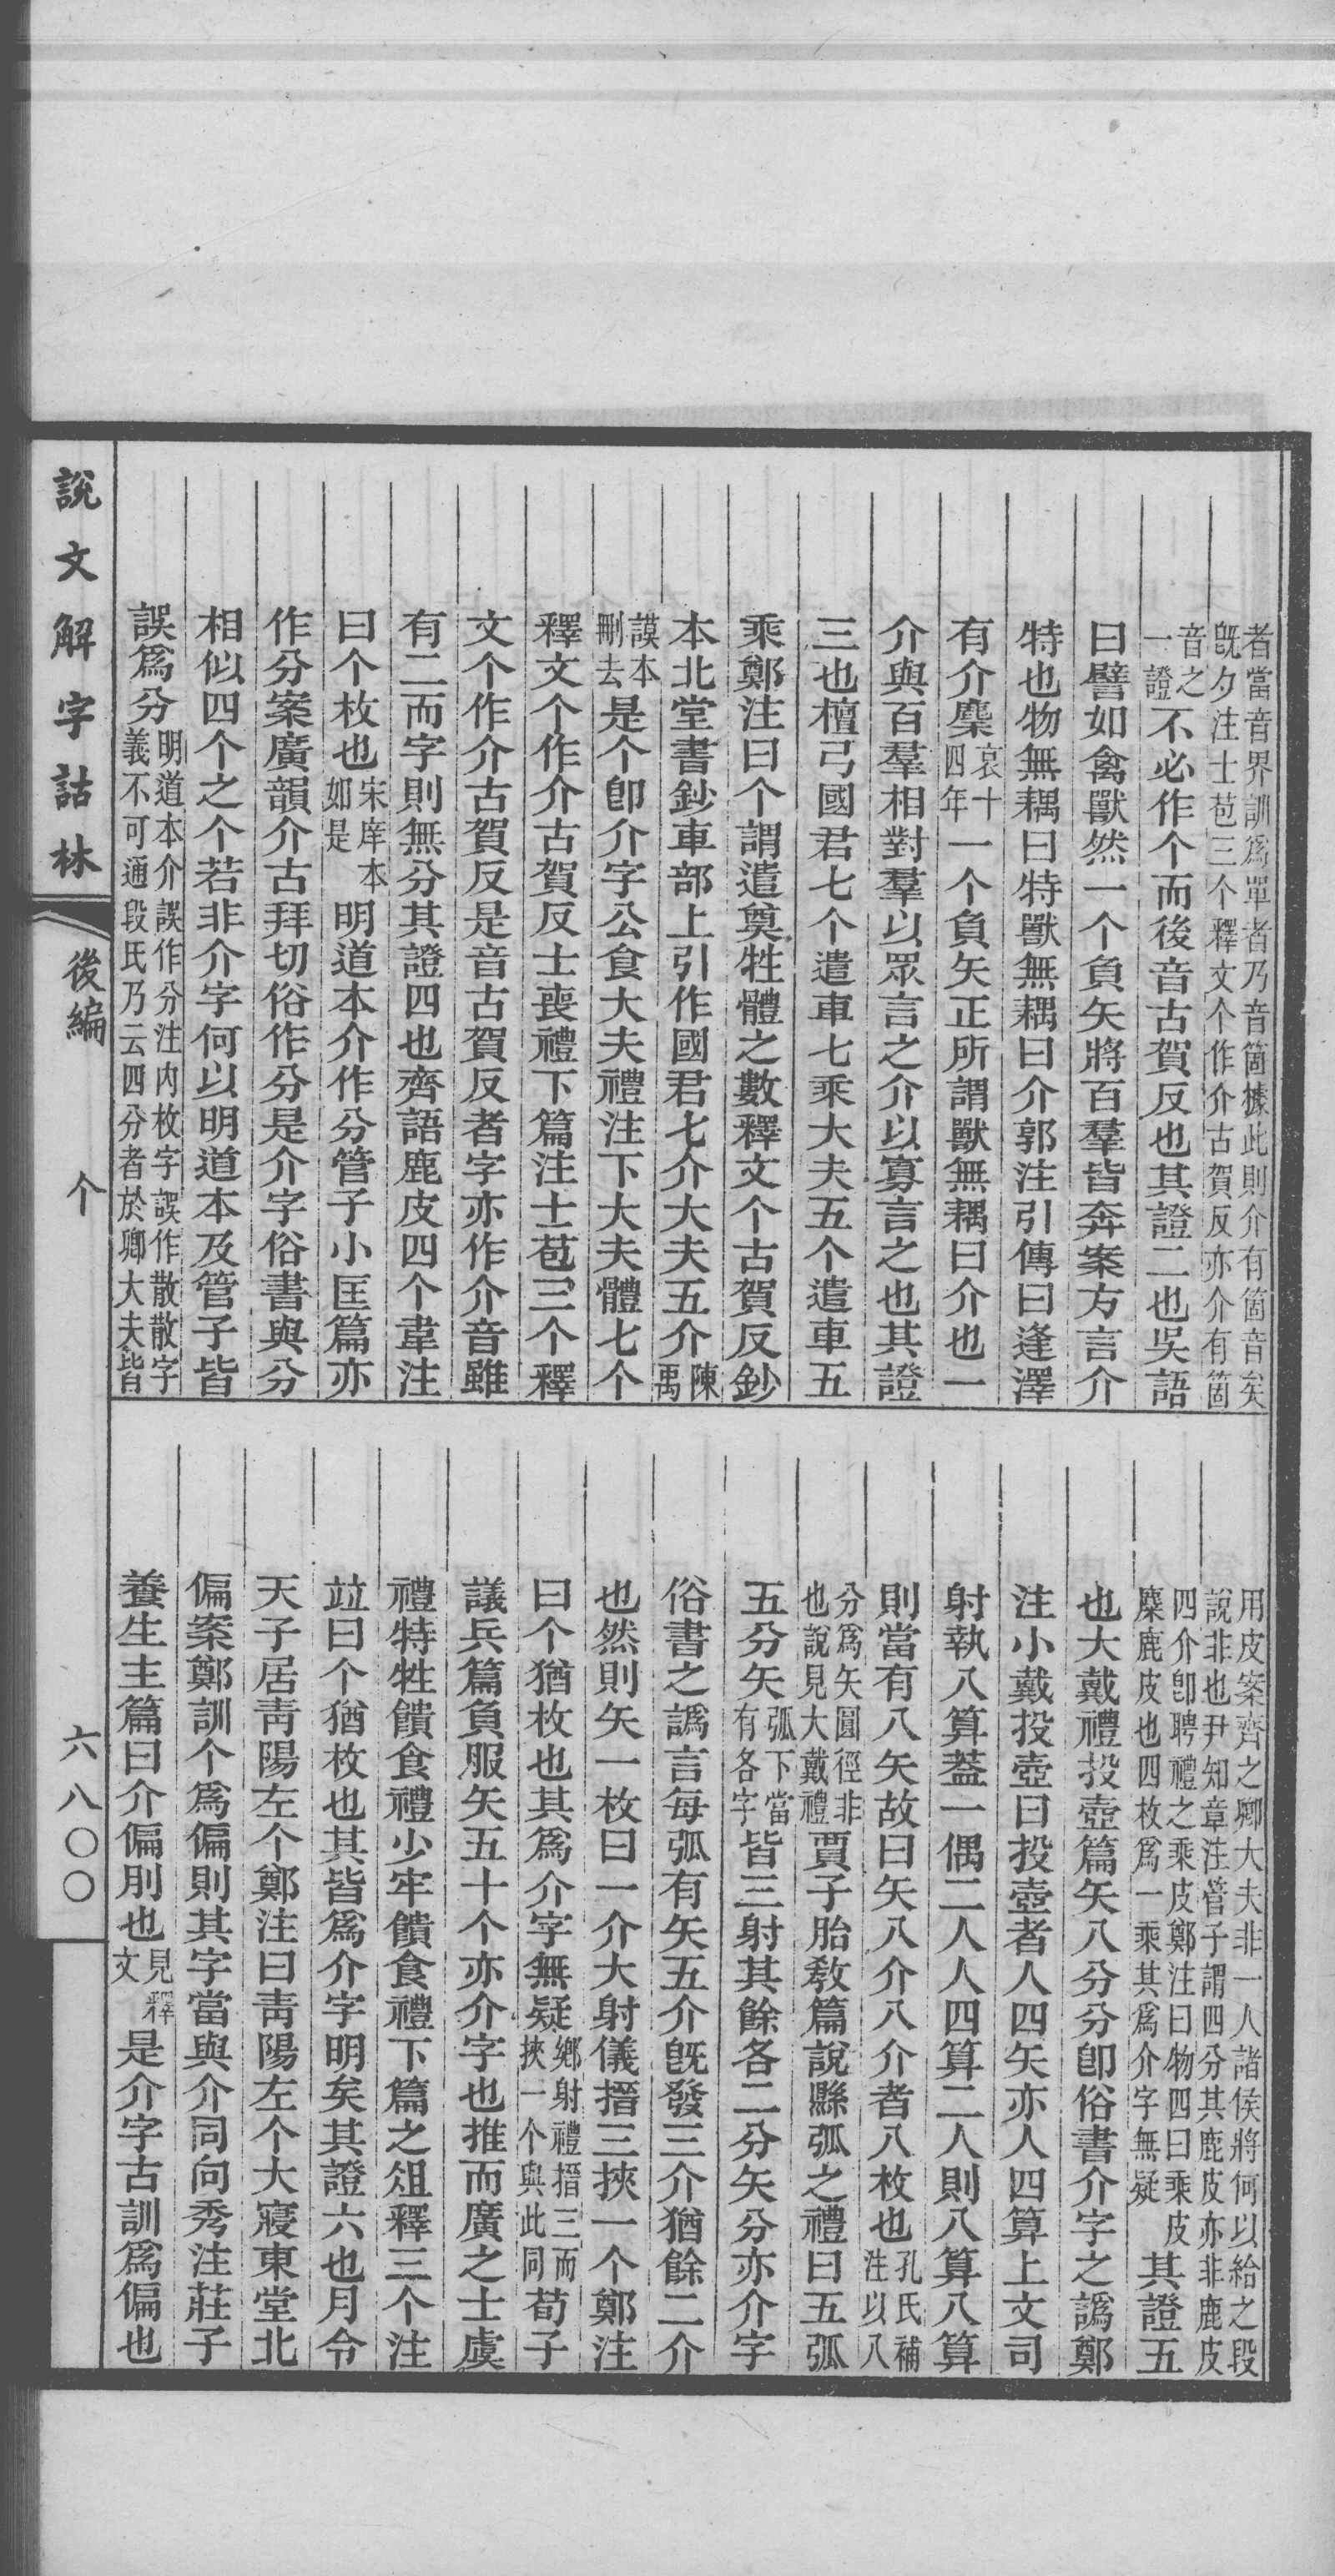 者當音界訓爲單者乃音箇據此則介有箇音矣
旣夕注士苞三个釋文个作介古賀反亦介有箇
音之一證不必作个而後音古賀反也其證二也吳語
曰譬如禽獸然一个負矢將百羣皆奔案方言介
特也物無耦曰特獸無耦曰介郭注引傳曰逢澤
有介麋哀十四年一个負矢正所謂獸無耦曰介也一
介與百羣相對羣以眾言之介以寡言之也其證
三也檀弓國君七个遣車七乘大夫五个遣車五
乘鄭注曰个謂遣奠牲體之數釋文个古賀反鈔
本北堂書鈔車部上引作國君七介大夫五介陳禹
謨本刪去是个卽介字公食大夫禮注下大夫體七个
釋文个作介古賀反士喪禮下篇注士苞三个釋
文个作介古賀反是音古賀反者字亦作介音雖
有二而字則無分其證四也齊語鹿皮四个韋注
曰个枚也宋庠本如是明道本介作分管子小匡篇亦
作分案廣韻介古拜切俗作分是介字俗書與分
相似四个之个若非介字何以明道本及管子皆
誤爲分明道本介誤作分注內枚字誤作散散字義不可通段氏乃云四分者於卿大夫皆
用皮案齊之卿大夫非一人諸侯將何以給之段
說非也尹知章注管子謂四分其鹿皮亦非鹿皮
四介卽聘禮之乘皮鄭注曰物四曰乘皮
麋鹿皮也四枚爲一乘其爲介字無疑其證五
也大戴禮投壺篇矢八分分卽俗書介字之譌鄭
注小戴投壺曰投壺者人四矢亦人四算上文司
射執八算蓋一偶二人人四算二人則八算八算
則當有八矢故曰矢八介八介者八枚也孔氏補注以八
分爲矢圓徑非也說見大戴禮賈子胎敎篇說縣弧之禮曰五弧
五分矢弧下當有各字皆三射其餘各二分矢分亦介字
俗書之譌言每弧有矢五介旣發三介猶餘二介
也然則矢一枚曰一介大射儀搢三挾一个鄭注
曰个猶枚也其爲介字無疑鄉射禮搢三而挾一个與此同荀子
議兵篇負服矢五十个亦介字也推而廣之士虞
禮特牲饋食禮少牢饋食禮下篇之俎釋三个注
竝曰个猶枚也其皆爲介字明矣其證六也月令
天子居靑陽左个鄭注曰靑陽左个大寢東堂北
偏案鄭訓个爲偏則其字當與介同向秀注莊子
養生主篇曰介偏刖也見釋文是介字古訓爲偏也
說文解字詁林 後編 个 六八〇〇